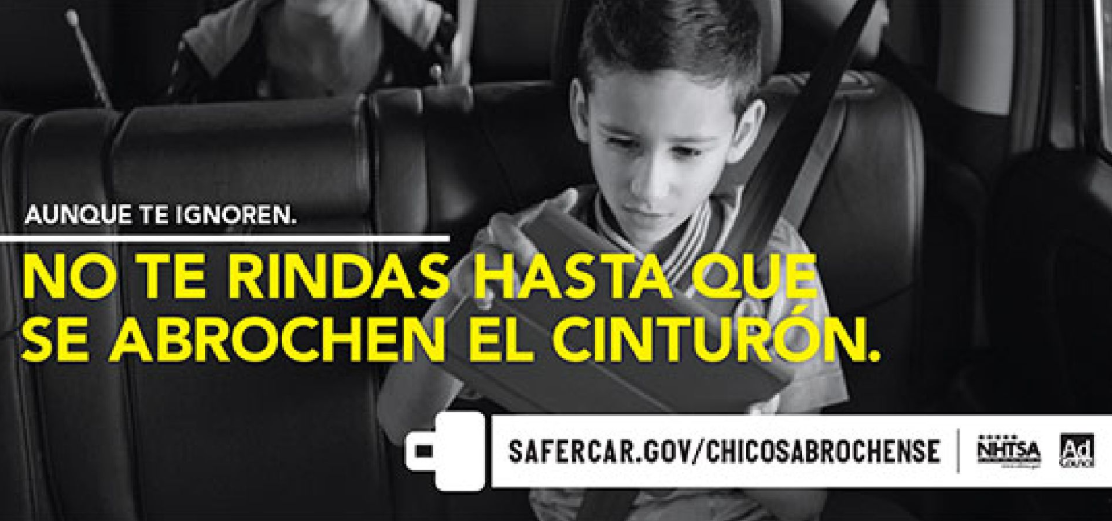 AUNQUE TE IGNOREN.
NO TE RINDAS HASTA QUE
SE ABROCHEN EL CINTURÓN.
SAFERCAR.GOV/CHICOSABROCHENSE
NHTSA
Ad
Council